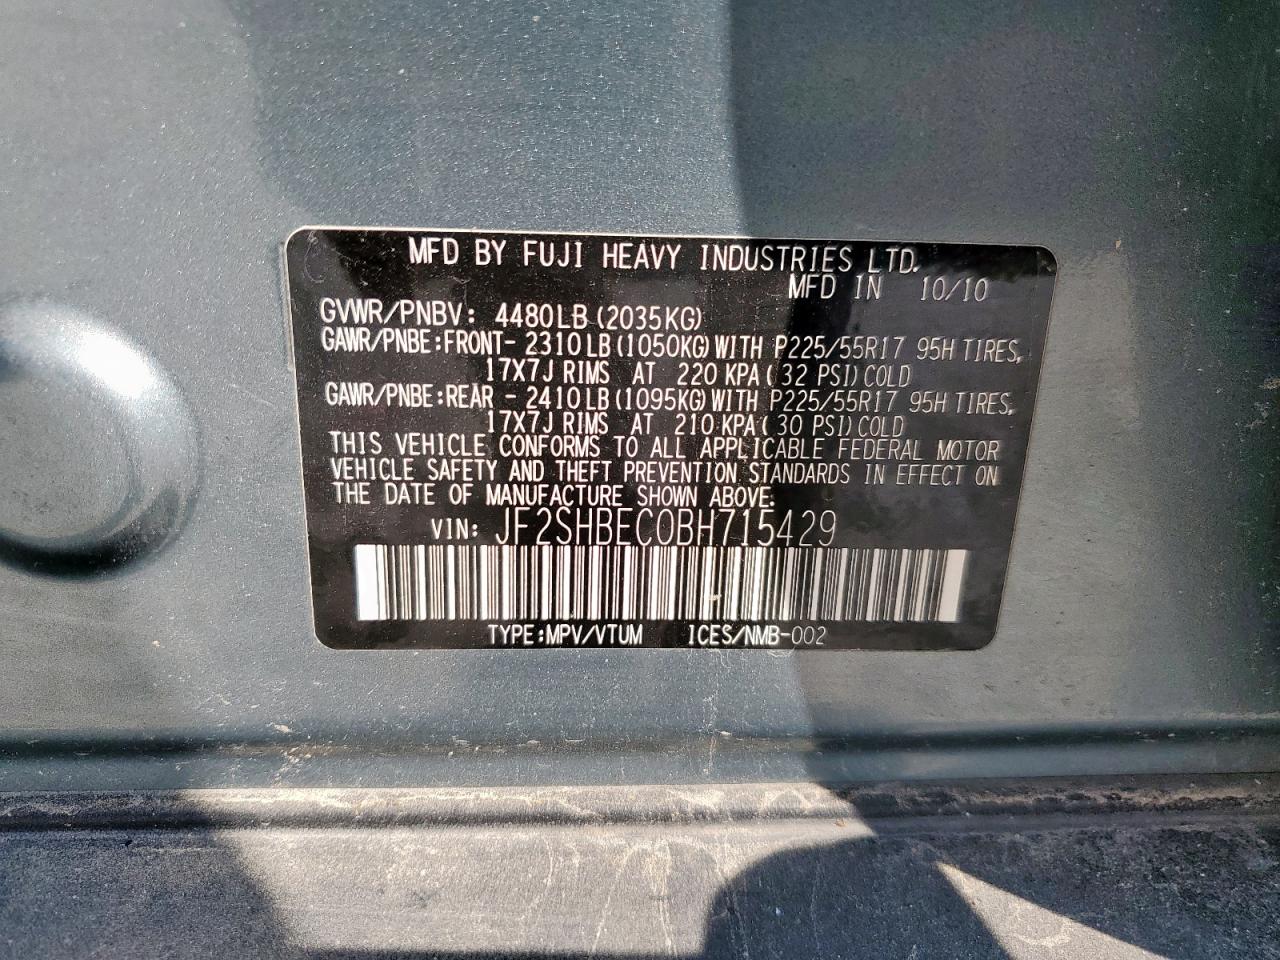 MFD BY FUJI HEAVY INDUSTRIES LTD.
MFD IN 10/10
GVWR/PNBV: 4480LB(2035KG)
GAWR/PNBE:FRONT- 2310LB(1050KG)WITH P225/55R17 95H TIRES,
17X7J RIMS AT 220 KPA( 32 PSI)COLD
GAWR/PNBE:REAR - 2410LB(1095KG)WITH P225/55R17 95H TIRES,
17X7J RIMS AT 210 KPA( 30 PSI)COLD
THIS VEHICLE CONFORMS TO ALL APPLICABLE FEDERAL MOTOR
VEHICLE SAFETY AND THEFT PREVENTION STANDARDS IN EFFECT ON
THE DATE OF MANUFACTURE SHOWN ABOVE.
VIN: JF2SHBEC0BH715429
TYPE:MPV/VTUM ICES/NMB-002